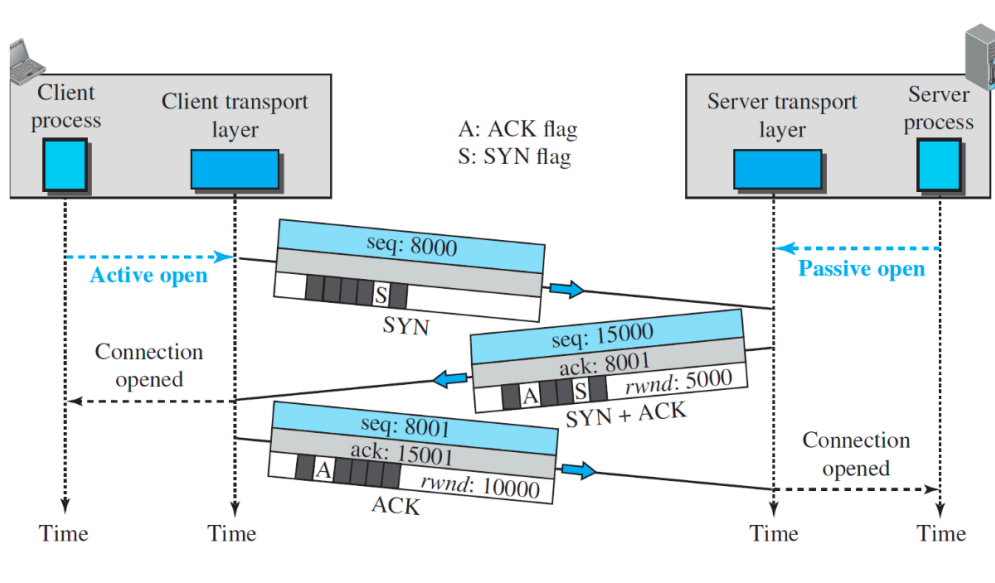 Client
process
Client transport
layer
A: ACK flag
S: SYN flag
Server transport
layer
Server
process
Active open
seq: 8000
S
SYN
Passive open
Connection
opened
seq: 15000
ack: 8001
A S rwnd: 5000
SYN + ACK
seq: 8001
ack: 15001
A rwnd: 10000
ACK
Connection
opened
Time
Time
Time
Time